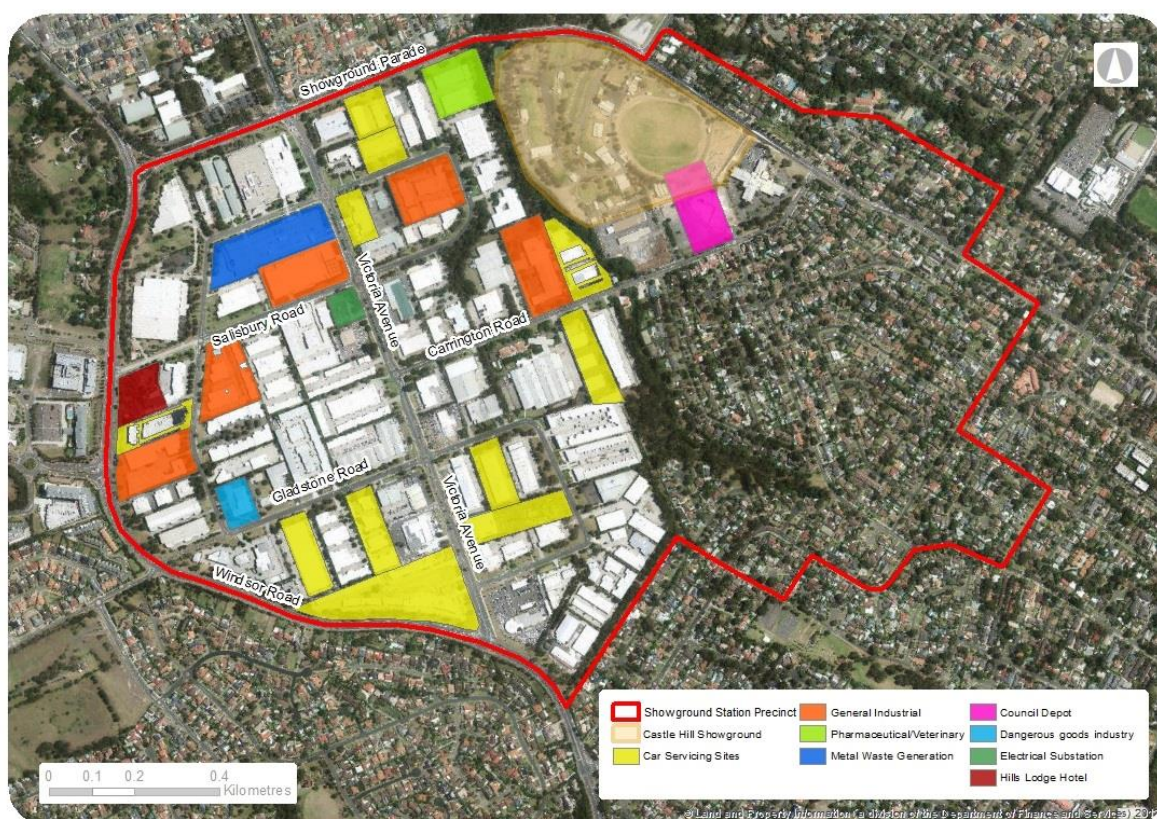 Showground Parade
Victoria Avenue
Salisbury Road
Carrington Road
Gladstone Road
Victoria Avenue
Windsor Road
Showground Station Precinct
Castle Hill Showground
Car Servicing Sites
General Industrial
Pharmaceutical/Veterinary
Metal Waste Generation
Council Depot
Dangerous goods industry
Electrical Substation
Hills Lodge Hotel
0 0.1 0.2 0.4
Kilometres
© Land and Property Information (a division of the Department of Finance and Services)